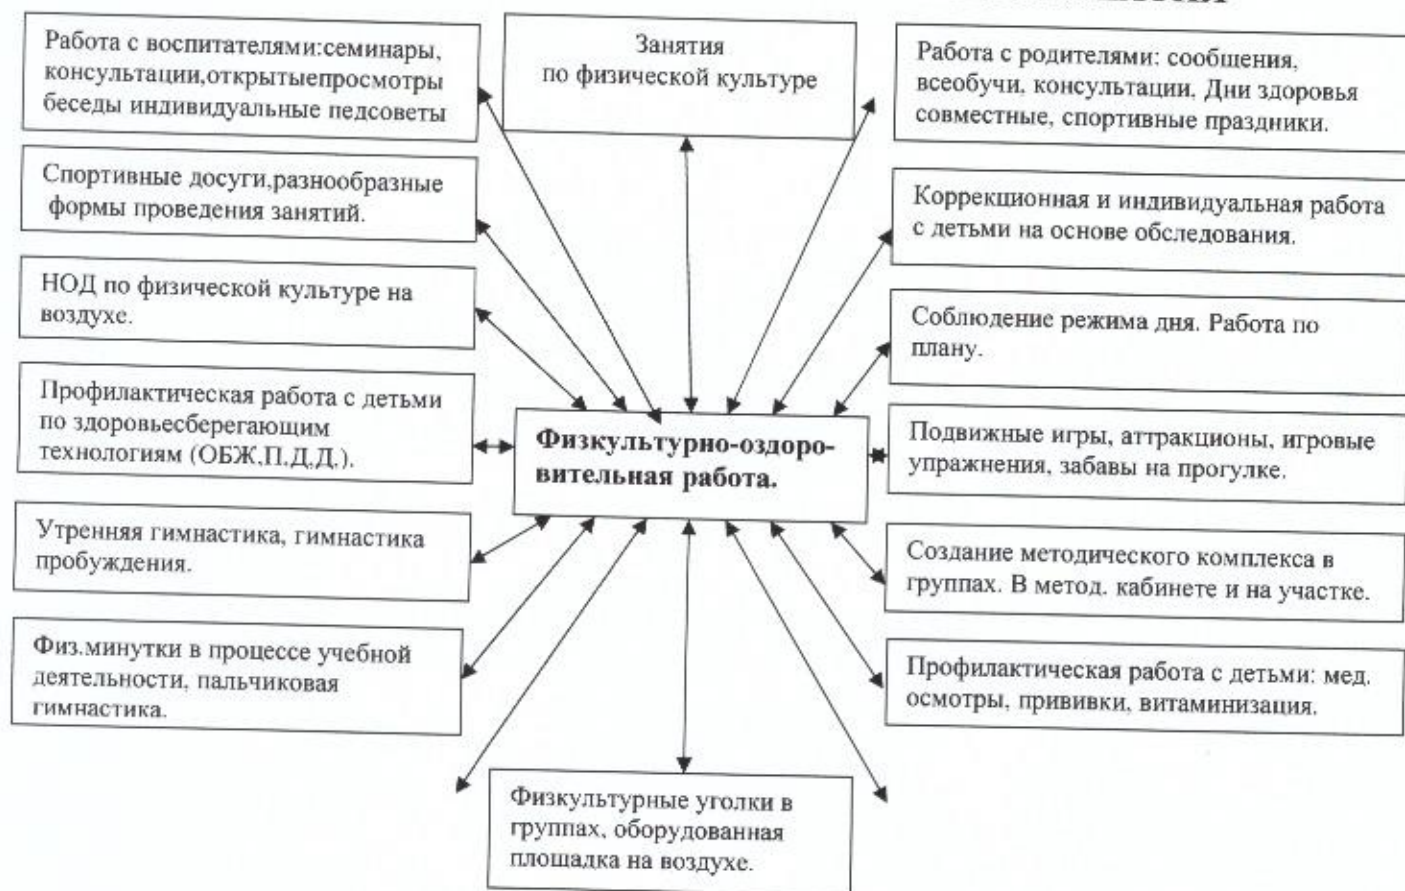 Работа с воспитателями:семинары,
консультации,открытыепросмотры
беседы индивидуальные педсоветы
Занятия
по физической культуре
Работа с родителями: сообщения,
всеобучи, консультации, Дни здоровья
совместные, спортивные праздники.
Спортивные досуги,разнообразные
формы проведения занятий.
Коррекционная и индивидуальная работа
с детьми на основе обследования.
НОД по физической культуре на
воздухе.
Соблюдение режима дня. Работа по
плану.
Профилактическая работа с детьми
по здоровьесберегающим
технологиям (ОБЖ,П.Д.Д.).
Физкультурно-оздоро-
вительная работа.
Подвижные игры, аттракционы, игровые
упражнения, забавы на прогулке.
Утренняя гимнастика, гимнастика
пробуждения.
Создание методического комплекса в
группах. В метод. кабинете и на участке.
Физ.минутки в процессе учебной
деятельности, пальчиковая
гимнастика.
Профилактическая работа с детьми: мед.
осмотры, прививки, витаминизация.
Физкультурные уголки в
группах, оборудованная
площадка на воздухе.